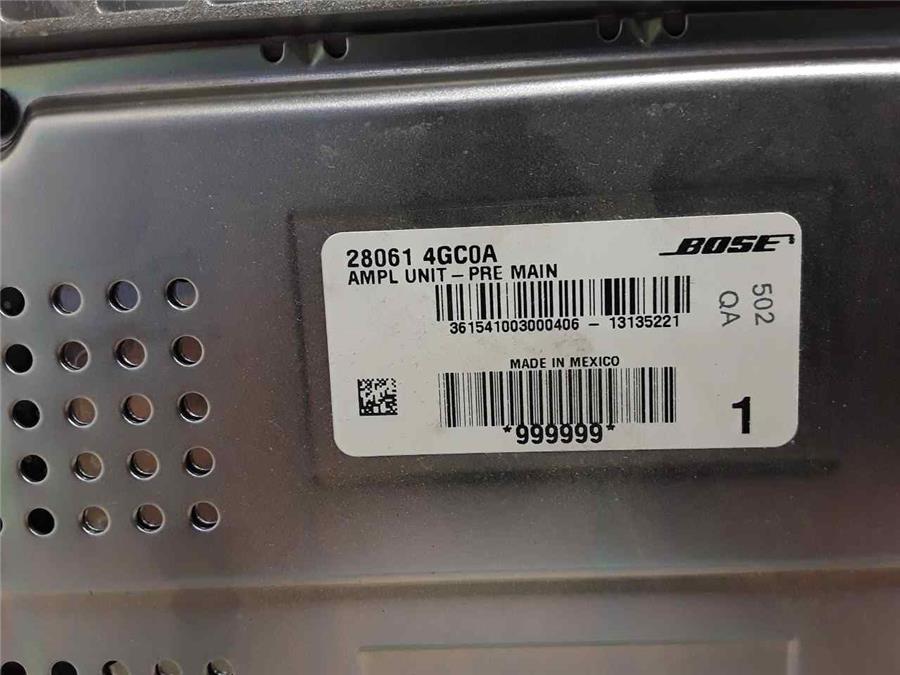 28061 4GC0A
BOSE
AMPL UNIT - PRE MAIN
361541003000406 - 13135221
502
QA
MADE IN MEXICO
*999999*
1